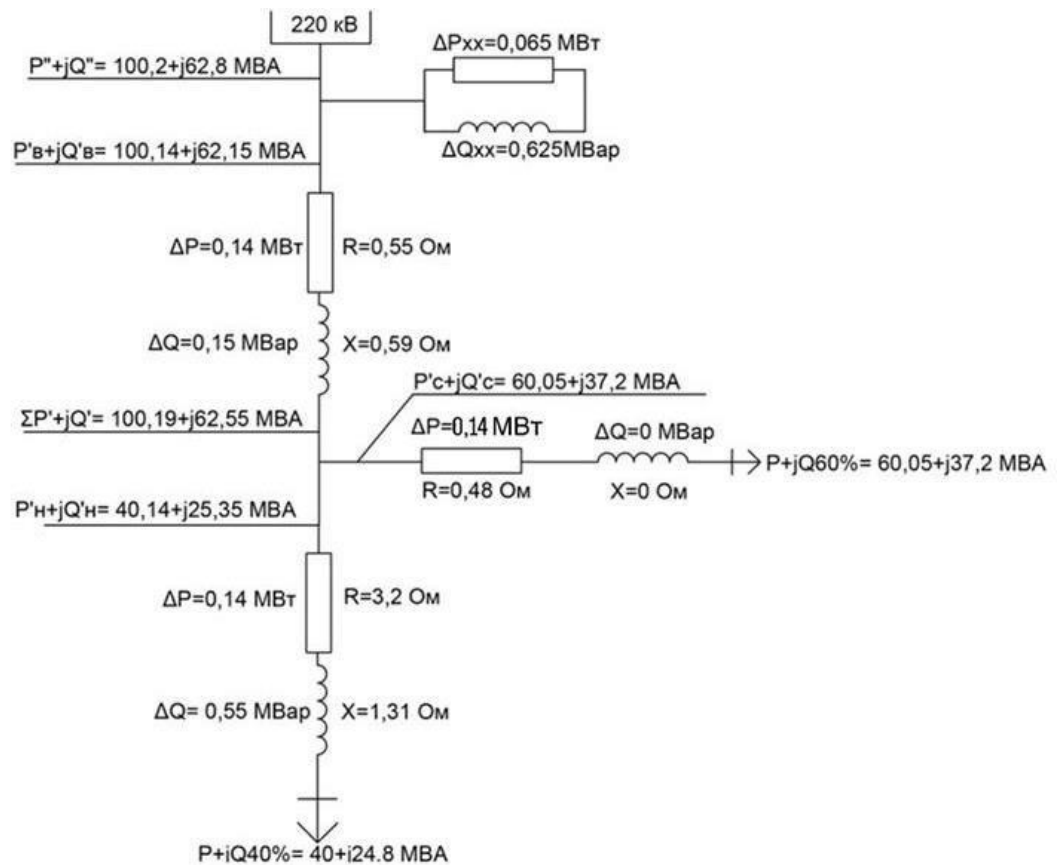 220 кВ
ΔPxx=0,065 МВт
P"+jQ"= 100,2+j62,8 МВА
P'в+jQ'в= 100,14+j62,15 МВА
ΔQxx=0,625МВар
ΔP=0,14 МВт R=0,55 Ом
ΔQ=0,15 МВар X=0,59 Ом
P'c+jQ'c= 60,05+j37,2 МВА
ΣP'+jQ'= 100,19+j62,55 МВА
ΔP=0,14 МВт ΔQ=0 МВар
P+jQ60%= 60,05+j37,2 МВА
R=0,48 Ом X=0 Ом
P'н+jQ'н= 40,14+j25,35 МВА
ΔP=0,14 МВт R=3,2 Ом
ΔQ= 0,55 МВар X=1,31 Ом
P+jQ40%= 40+j24.8 МВА